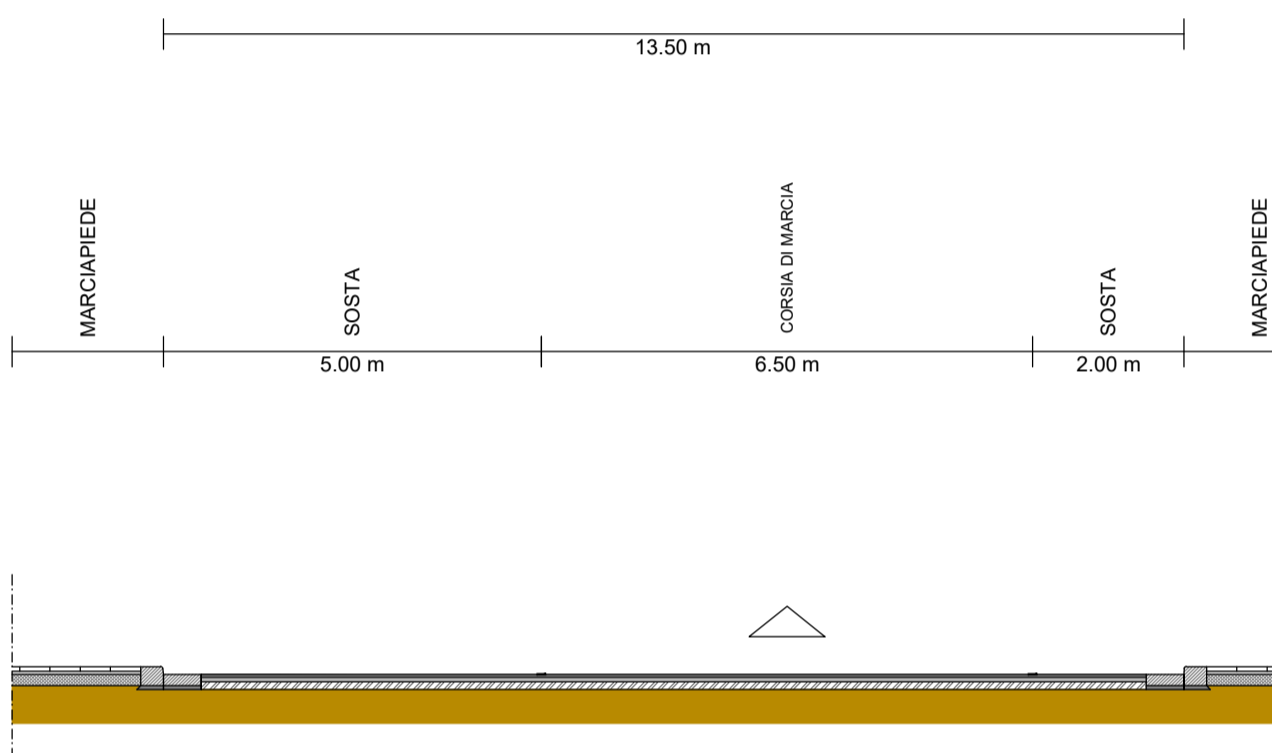 13.50 m
MARCIAPIEDE
SOSTA
CORSIA DI MARCIA
SOSTA
MARCIAPIEDE
5.00 m
6.50 m
2.00 m